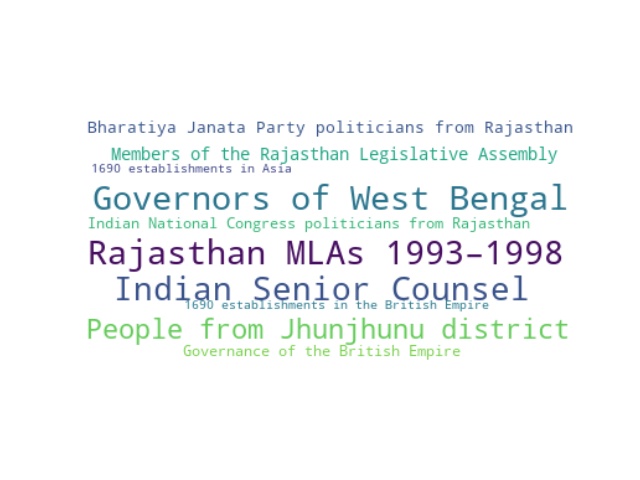 Bharatiya Janata Party politicians from Rajasthan
Members of the Rajasthan Legislative Assembly
1690 establishments in Asia
Governors of West Bengal
Indian National Congress politicians from Rajasthan
Rajasthan MLAs 1993–1998
Indian Senior Counsel
1690 establishments in the British Empire
People from Jhunjhunu district
Governance of the British Empire